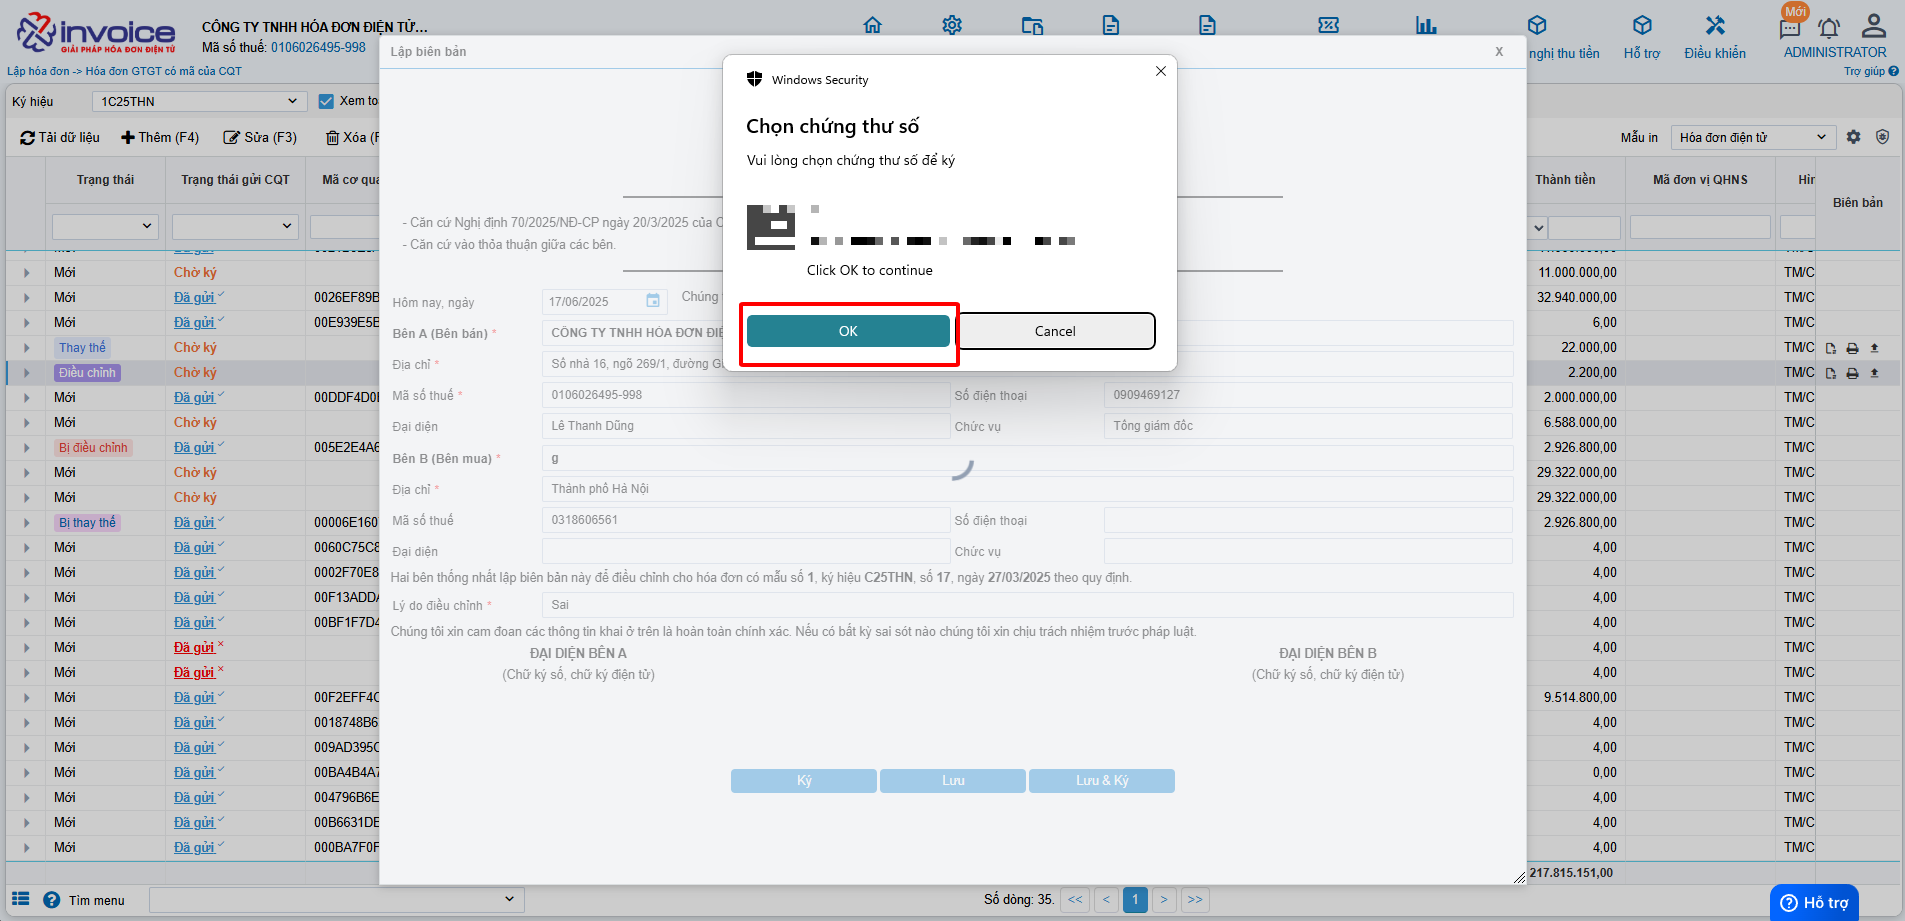 invoice
GIẢI PHÁP HÓA ĐƠN ĐIỆN TỬ
CÔNG TY TNHH HÓA ĐƠN ĐIỆN TỬ...
Mã số thuế: 0106026495-998
nghị thu tiền
Hỗ trợ
Điều khiển
Mới
ADMINISTRATOR
Lập hóa đơn -> Hóa đơn GTGT có mã của CQT
Trợ giúp
Ký hiệu
1C25THN
Tải dữ liệu
Thêm (F4)
Sửa (F3)
Mẫu in
Hóa đơn điện tử
Trạng thái
Trạng thái gửi CQT
Thành tiền
Mã đơn vị QHNS
Biên bản
Mới Chờ ký 11.000.000,00 TM/C
Mới Đã gửi 0026EF89B 32.940.000,00 TM/C
Mới Đã gửi 00E939E5B 6,00 TM/C
Thay thế Chờ ký 22.000,00 TM/C
Điều chỉnh Chờ ký 2.200,00 TM/C
Mới Đã gửi 00DDF4D0 2.000.000,00 TM/C
Mới Chờ ký 6.588.000,00 TM/C
Bị điều chỉnh Đã gửi 005E2E4A6 2.926.800,00 TM/C
Mới Chờ ký 29.322.000,00 TM/C
Mới Chờ ký 29.322.000,00 TM/C
Bị thay thế Đã gửi 00006E160 2.926.800,00 TM/C
Mới Đã gửi 0060C75C8 4,00 TM/C
Mới Đã gửi 0002F70E8 4,00 TM/C
Mới Đã gửi 00F13ADD 4,00 TM/C
Mới Đã gửi 00BF1F7D4 4,00 TM/C
Mới Đã gửi 4,00 TM/C
Mới Đã gửi 4,00 TM/C
Mới Đã gửi 00F2EFF4 9.514.800,00 TM/C
Mới Đã gửi 0018748B6 4,00 TM/C
Mới Đã gửi 009AD395 4,00 TM/C
Mới Đã gửi 00BA4B4A7 0,00 TM/C
Mới Đã gửi 004796B6E 4,00 TM/C
Mới Đã gửi 00B6631D 4,00 TM/C
Mới Đã gửi 000BA7F0 4,00 TM/C
217.815.151,00
Tìm menu
Số dòng: 35.
<< < 1 > >>
Hỗ trợ
Lập biên bản
X
- Căn cứ Nghị định 70/2025/NĐ-CP ngày 20/3/2025 của
- Căn cứ vào thỏa thuận giữa các bên.
Hôm nay, ngày 17/06/2025 Chúng
Bên A (Bên bán) * CÔNG TY TNHH HÓA ĐƠN
Địa chỉ * Số nhà 16, ngõ 269/1, đường
Mã số thuế * 0106026495-998 Số điện thoại 0909469127
Đại diện Lê Thanh Dũng Chức vụ Tổng giám đốc
Bên B (Bên mua) * g
Địa chỉ * Thành phố Hà Nội
Mã số thuế 0318606561 Số điện thoại
Đại diện Chức vụ
Hai bên thống nhất lập biên bản này để điều chỉnh cho hóa đơn có mẫu số 1, ký hiệu C25THN, số 17, ngày 27/03/2025 theo quy định.
Lý do điều chỉnh * Sai
Chúng tôi xin cam đoan các thông tin khai ở trên là hoàn toàn chính xác. Nếu có bất kỳ sai sót nào chúng tôi xin chịu trách nhiệm trước pháp luật.
ĐẠI DIỆN BÊN A ĐẠI DIỆN BÊN B
(Chữ ký số, chữ ký điện tử) (Chữ ký số, chữ ký điện tử)
Ký Lưu Lưu & Ký
Windows Security
Chọn chứng thư số
Vui lòng chọn chứng thư số để ký
Click OK to continue
OK Cancel